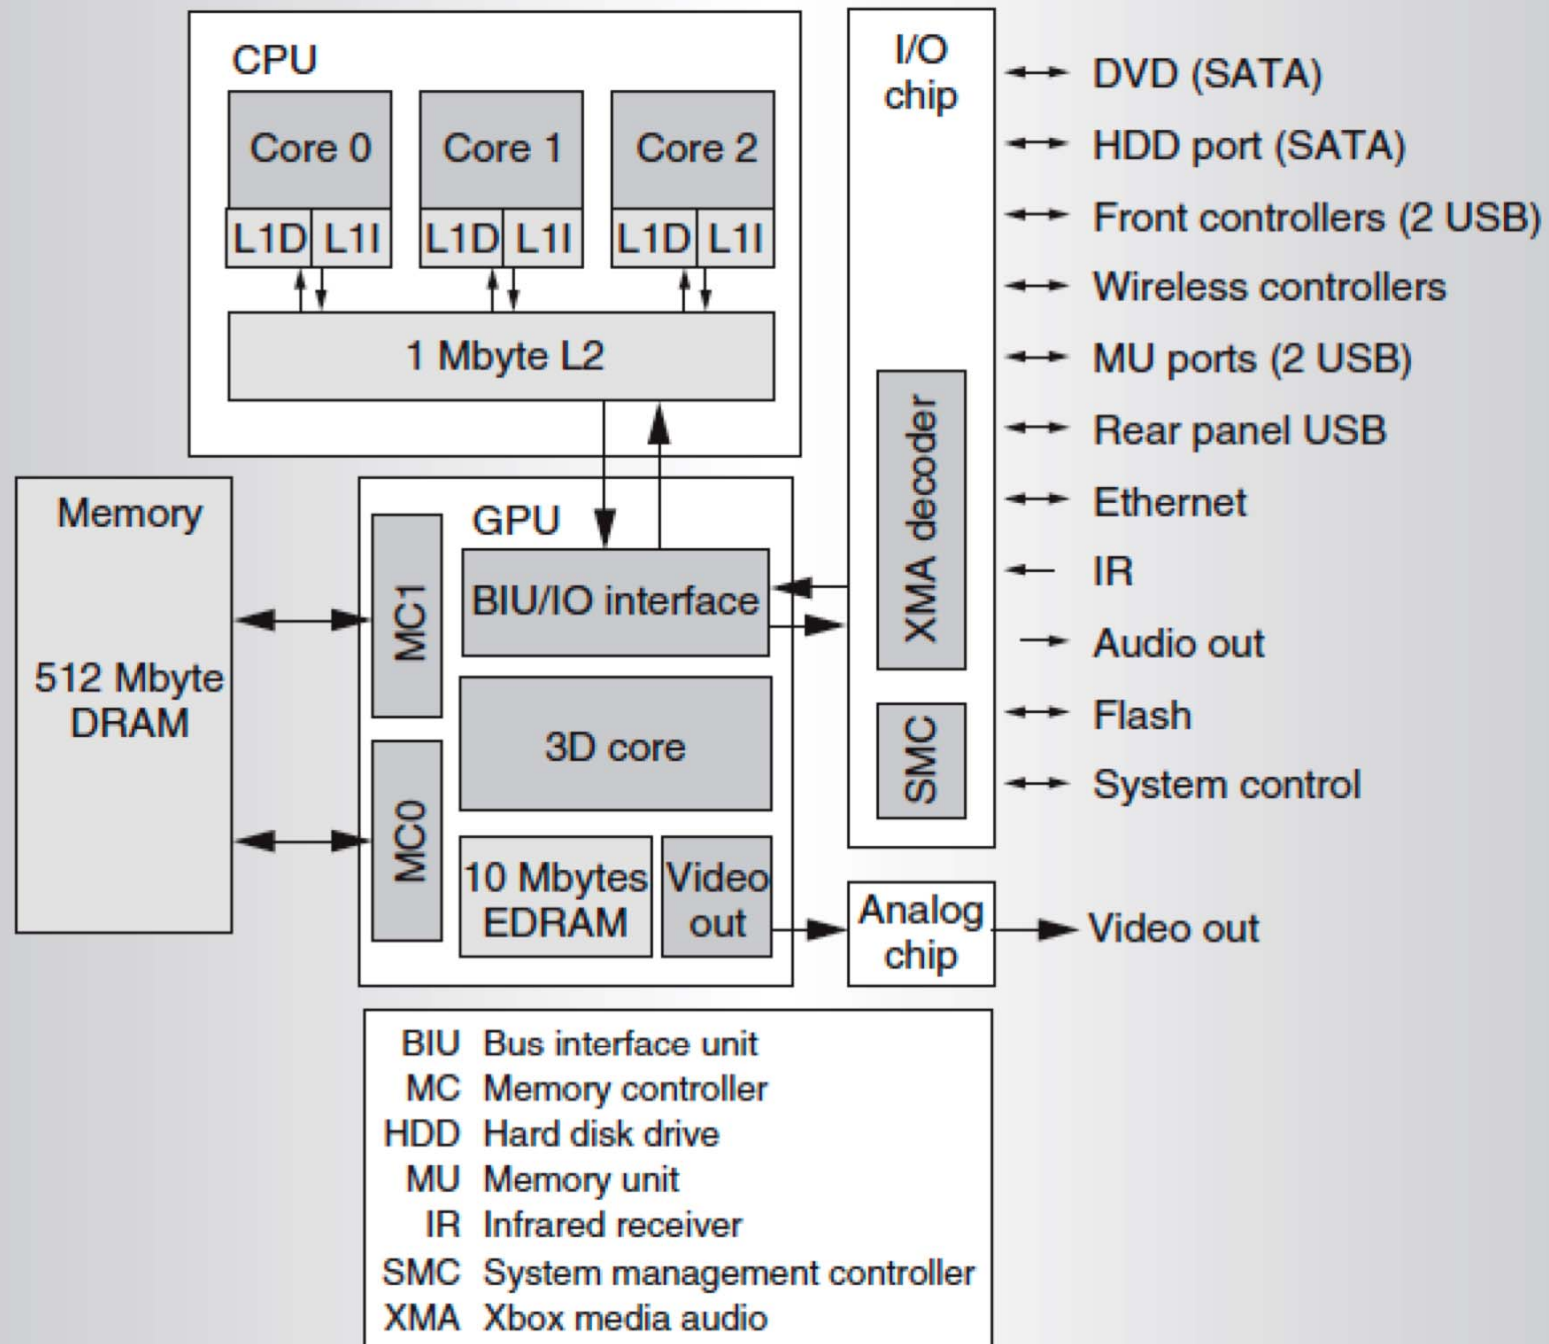 CPU
Core 0
Core 1
Core 2
L1D
L1I
L1D
L1I
L1D
L1I
1 Mbyte L2
I/O
chip
XMA decoder
SMC
DVD (SATA)
HDD port (SATA)
Front controllers (2 USB)
Wireless controllers
MU ports (2 USB)
Rear panel USB
Ethernet
IR
Audio out
Flash
System control
Memory
512 Mbyte
DRAM
GPU
MC1
MC0
BIU/IO interface
3D core
10 Mbytes
EDRAM
Video
out
Analog
chip
Video out
BIU Bus interface unit
MC Memory controller
HDD Hard disk drive
MU Memory unit
IR Infrared receiver
SMC System management controller
XMA Xbox media audio